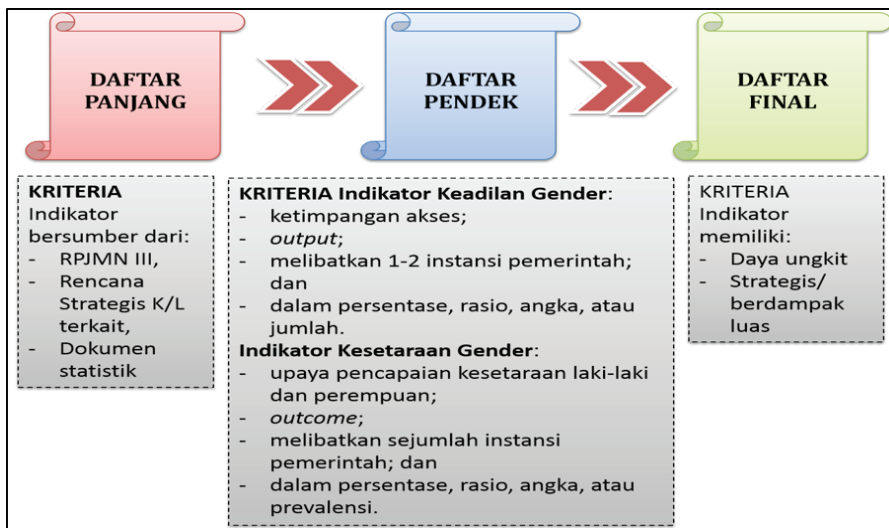 DAFTAR
PANJANG
DAFTAR
PENDEK
DAFTAR
FINAL
KRITERIA
Indikator
bersumber dari:
- RPJMN III,
- Rencana
Strategis K/L
terkait,
- Dokumen
statistik
KRITERIA Indikator Keadilan Gender:
- ketimpangan akses;
- output;
- melibatkan 1-2 instansi pemerintah;
dan
- dalam persentase, rasio, angka, atau
jumlah.
Indikator Kesetaraan Gender:
- upaya pencapaian kesetaraan laki-laki
dan perempuan;
- outcome;
- melibatkan sejumlah instansi
pemerintah; dan
- dalam persentase, rasio, angka, atau
prevalensi.
KRITERIA
Indikator
memiliki:
- Daya ungkit
- Strategis/
berdampak
luas